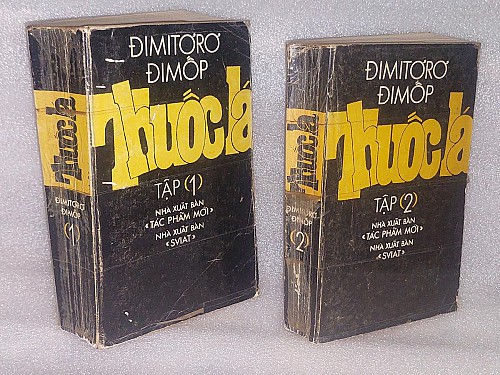 ĐIMITƠRƠ
ĐIMỐP
Thuốc lá
TẬP (1)
NHÀ XUẤT BẢN
«TÁC PHẨM MỚI»
NHÀ XUẤT BẢN
«SVIAT»
Thuốc lá
ĐIMITƠRƠ
ĐIMỐP
(1)
ĐIMITƠRƠ
ĐIMỐP
Thuốc lá
TẬP (2)
NHÀ XUẤT BẢN
«TÁC PHẨM MỚI»
NHÀ XUẤT BẢN
«SVIAT»
Thuốc lá
ĐIMITƠRƠ
ĐIMỐP
(2)